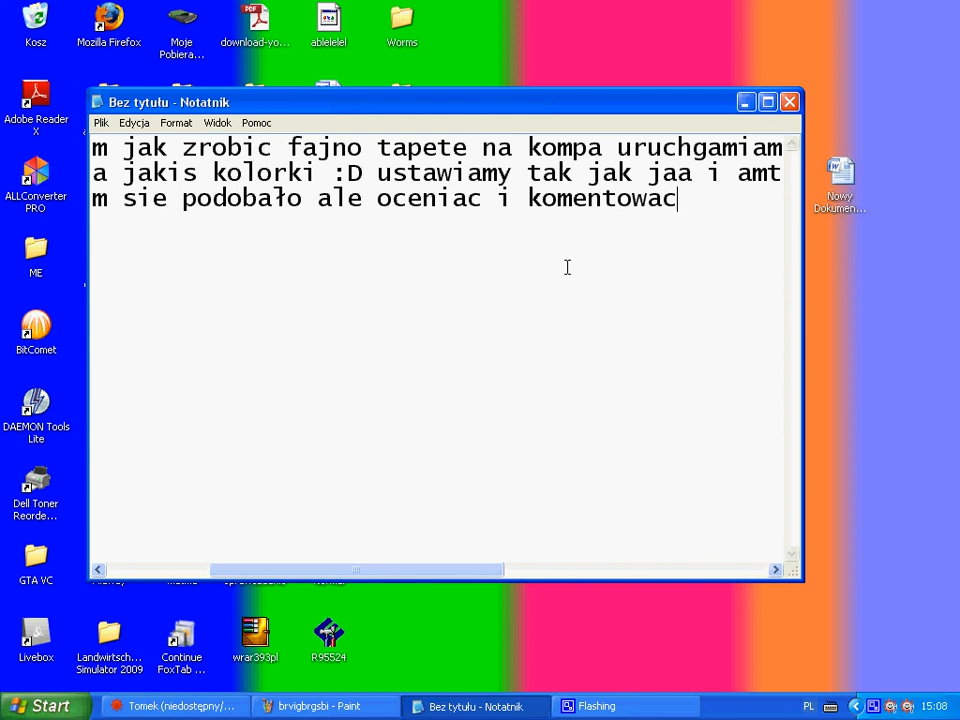 Kosz
Mozilla Firefox
Moje Pobiera...
download-yo...
ablelelel
Worms
Adobe Reader X
Bez tytułu - Notatnik
Plik Edycja Format Widok Pomoc
m jak zrobic fajno tapete na kompa uruchgamiam
a jakis kolorki :D ustawiamy tak jak jaa i amt
m sie podobało ale oceniac i komentowac
Nowy Dokumen...
ALLConverter PRO
ME
BitComet
DAEMON Tools Lite
Dell Toner Reorde...
GTA VC
Livebox
Landwirtsch... Simulator 2009
Continue FoxTab ...
wrar393pl
R95524
Start
Tomek (niedostępny/...
brvigbrgsbi - Paint
Bez tytułu - Notatnik
Flashing
PL
15:08